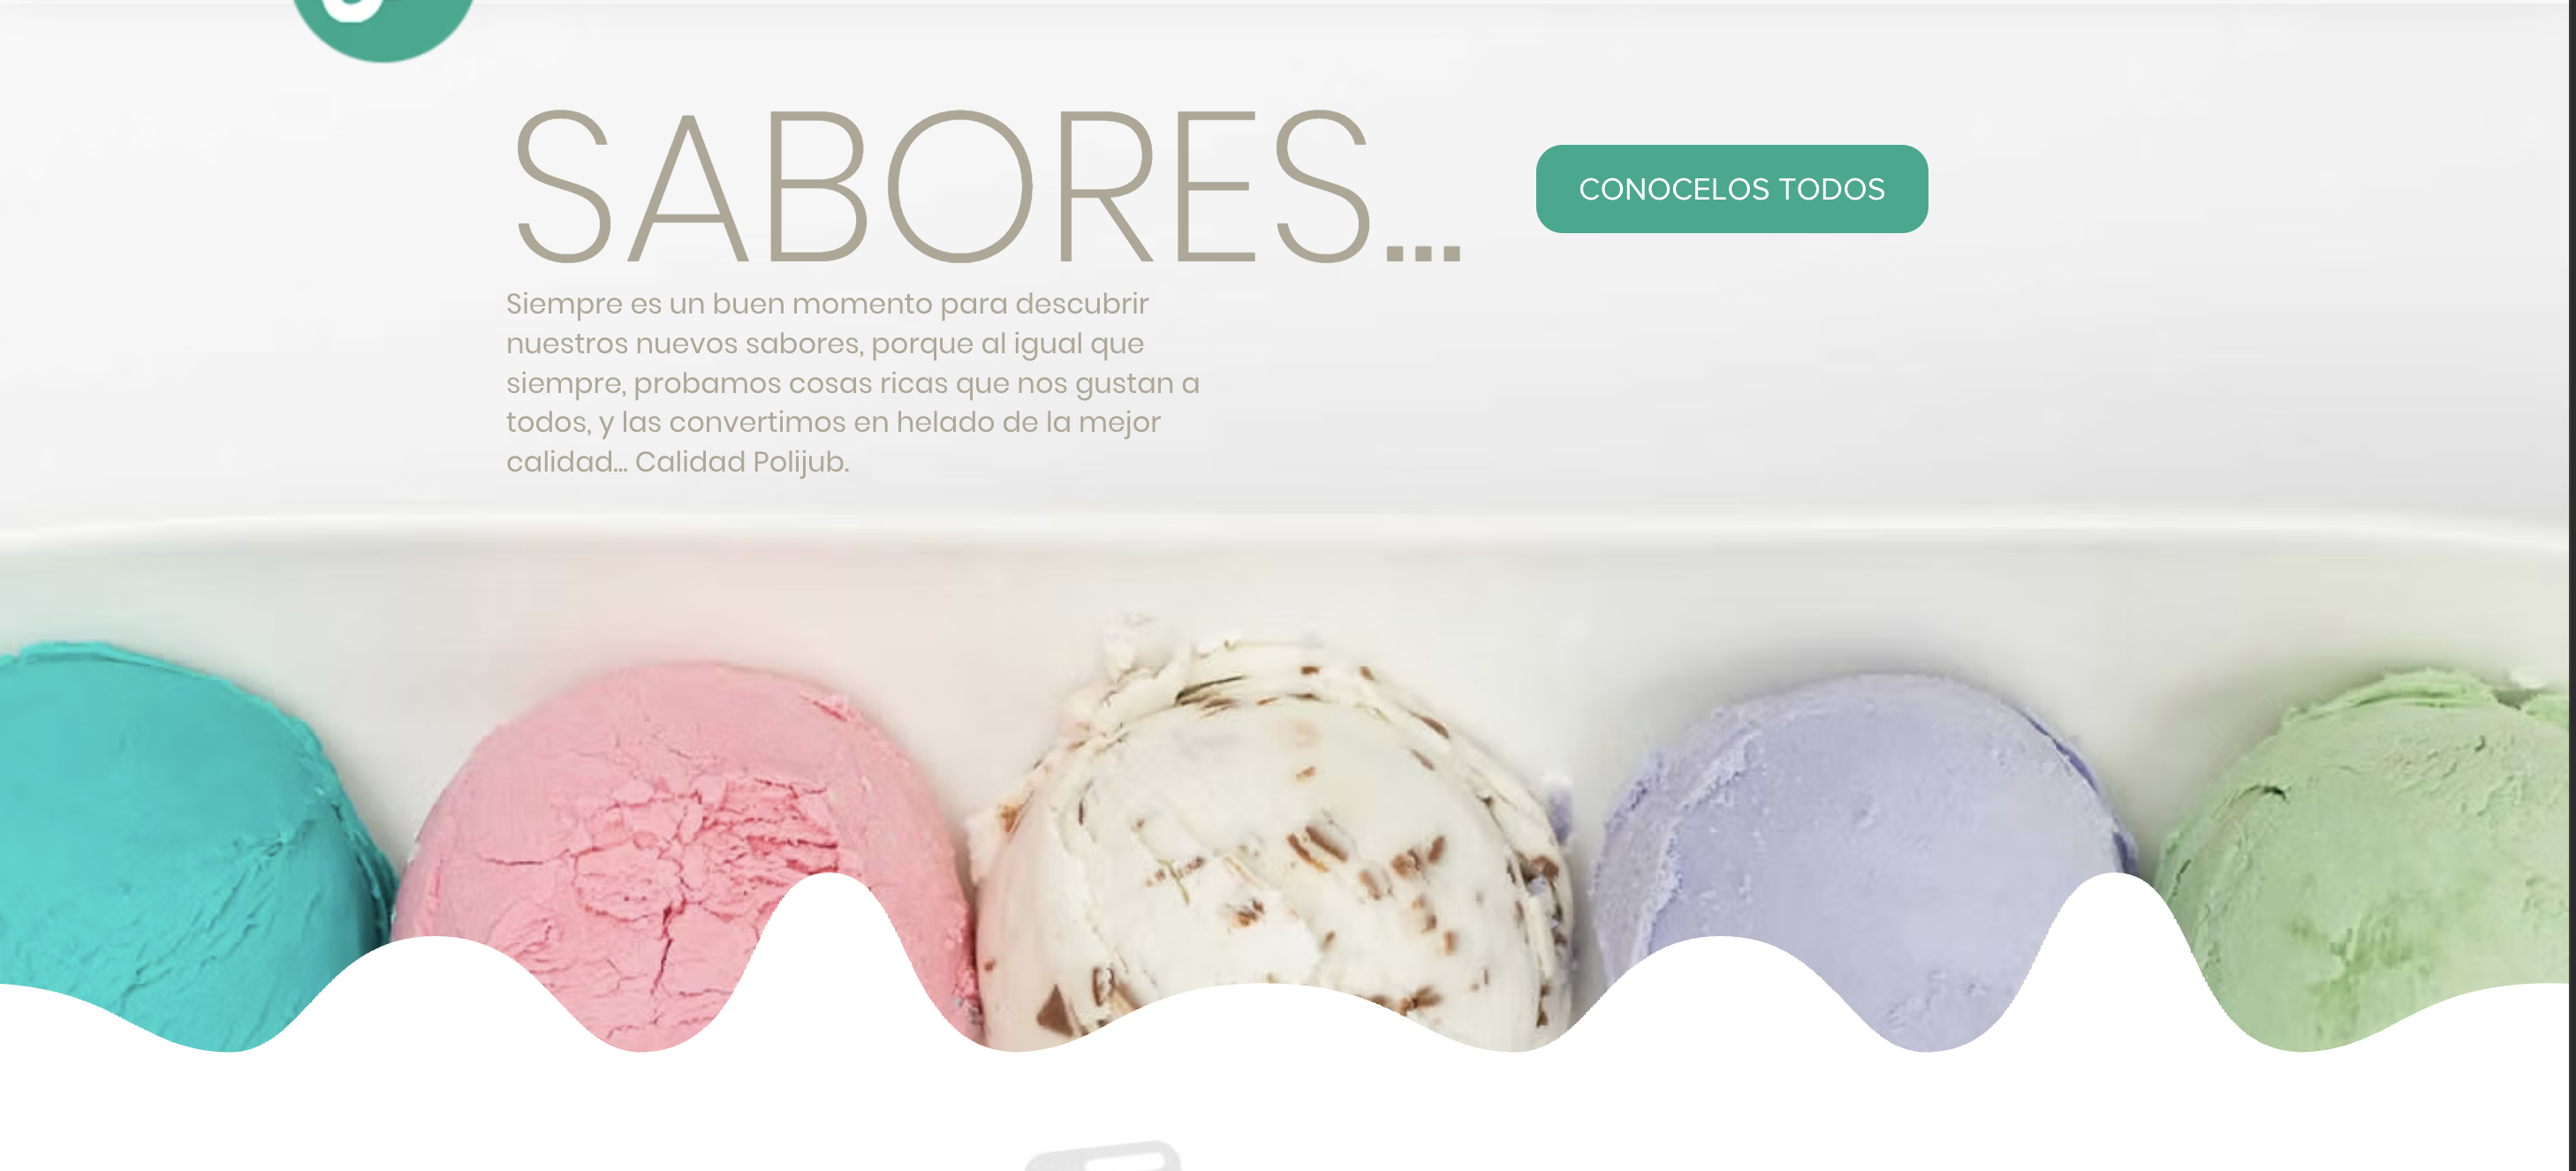 SABORES...
CONOCELOS TODOS
Siempre es un buen momento para descubrir
nuestros nuevos sabores, porque al igual que
siempre, probamos cosas ricas que nos gustan a
todos, y las convertimos en helado de la mejor
calidad... Calidad Polijub.